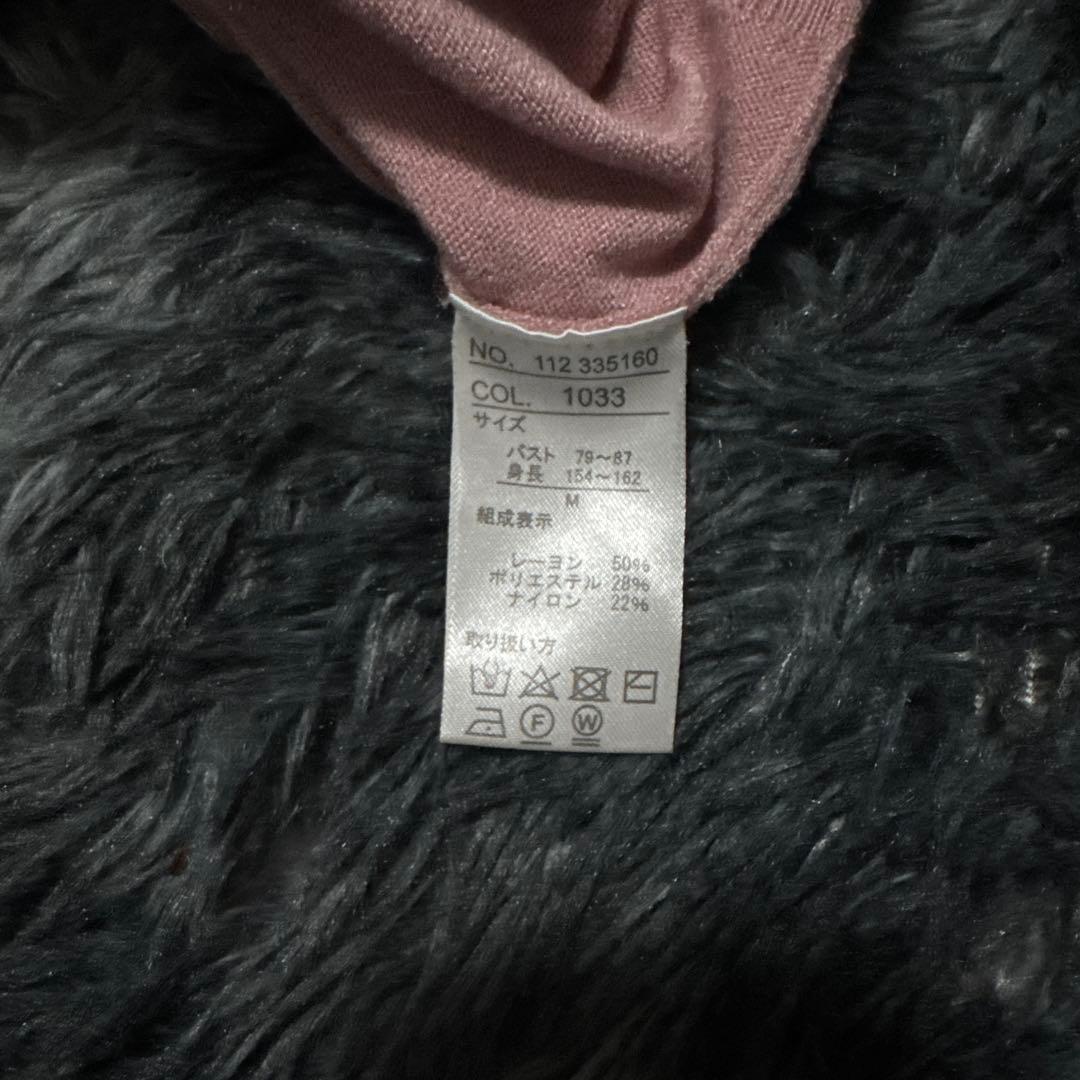 NO. 112 335160
COL. 1033
サイズ
バスト 79～87
身長 154～162
M
組成表示
レーヨン 50%
ポリエステル 28%
ナイロン 22%
取り扱い方
F W